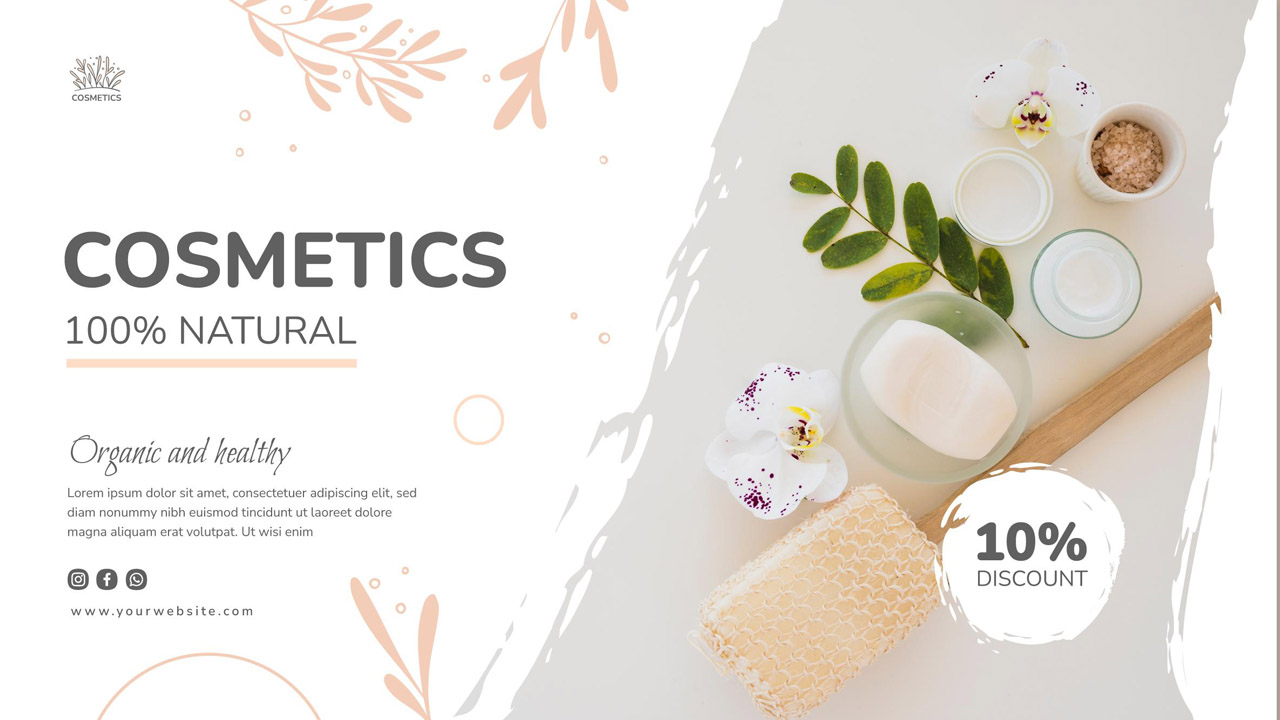 COSMETICS
COSMETICS
100% NATURAL
Organic and healthy
Lorem ipsum dolor sit amet, consectetuer adipiscing elit, sed
diam nonummy nibh euismod tincidunt ut laoreet dolore
magna aliquam erat volutpat. Ut wisi enim
www.yourwebsite.com
10%
DISCOUNT